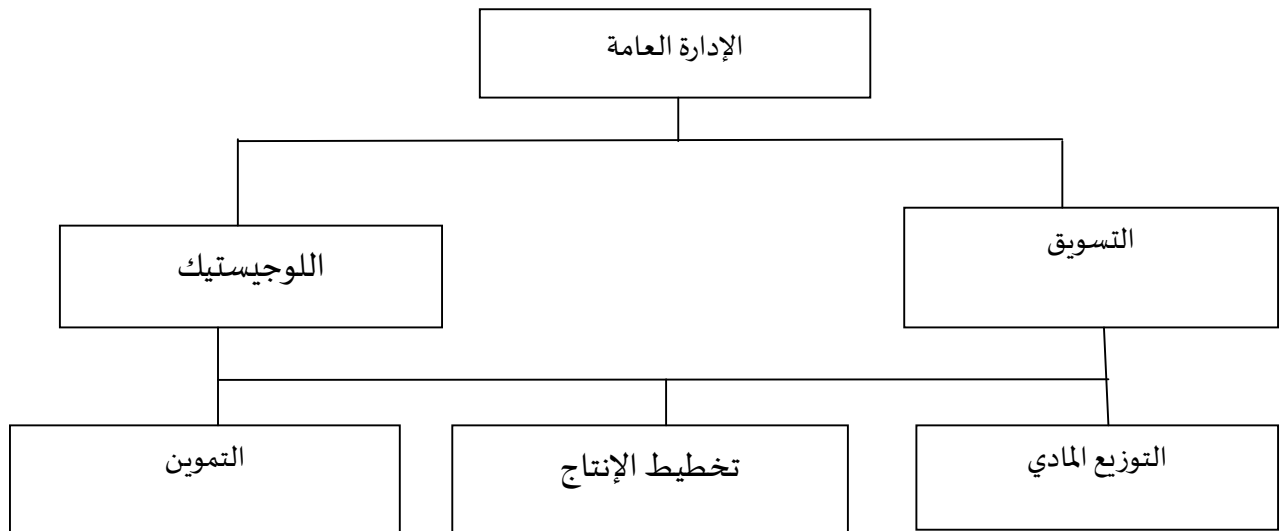 الإدارة العامة
التسويق
اللوجيستيك
التوزيع المادي
تخطيط الإنتاج
التموين